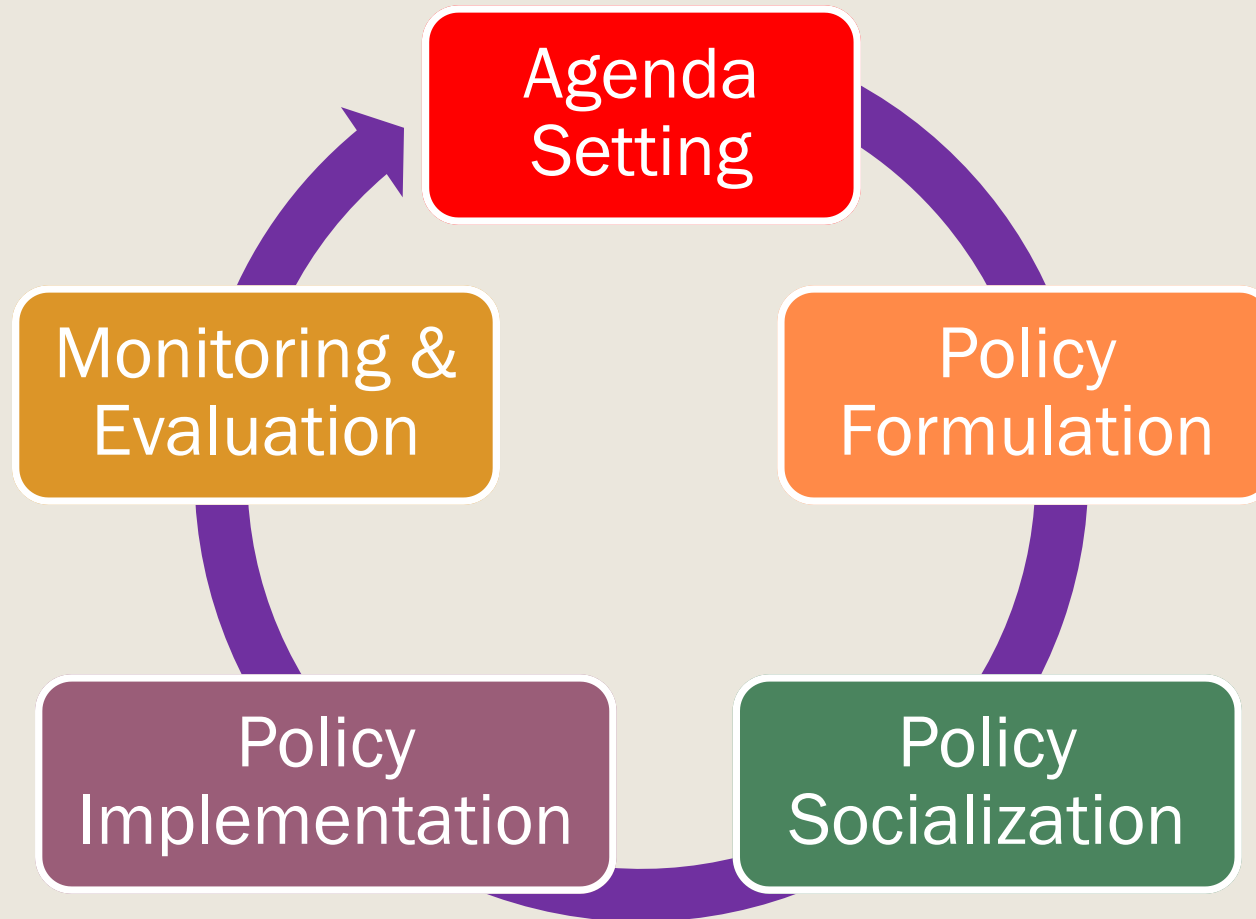 Agenda
Setting
Policy
Formulation
Policy
Socialization
Policy
Implementation
Monitoring &
Evaluation